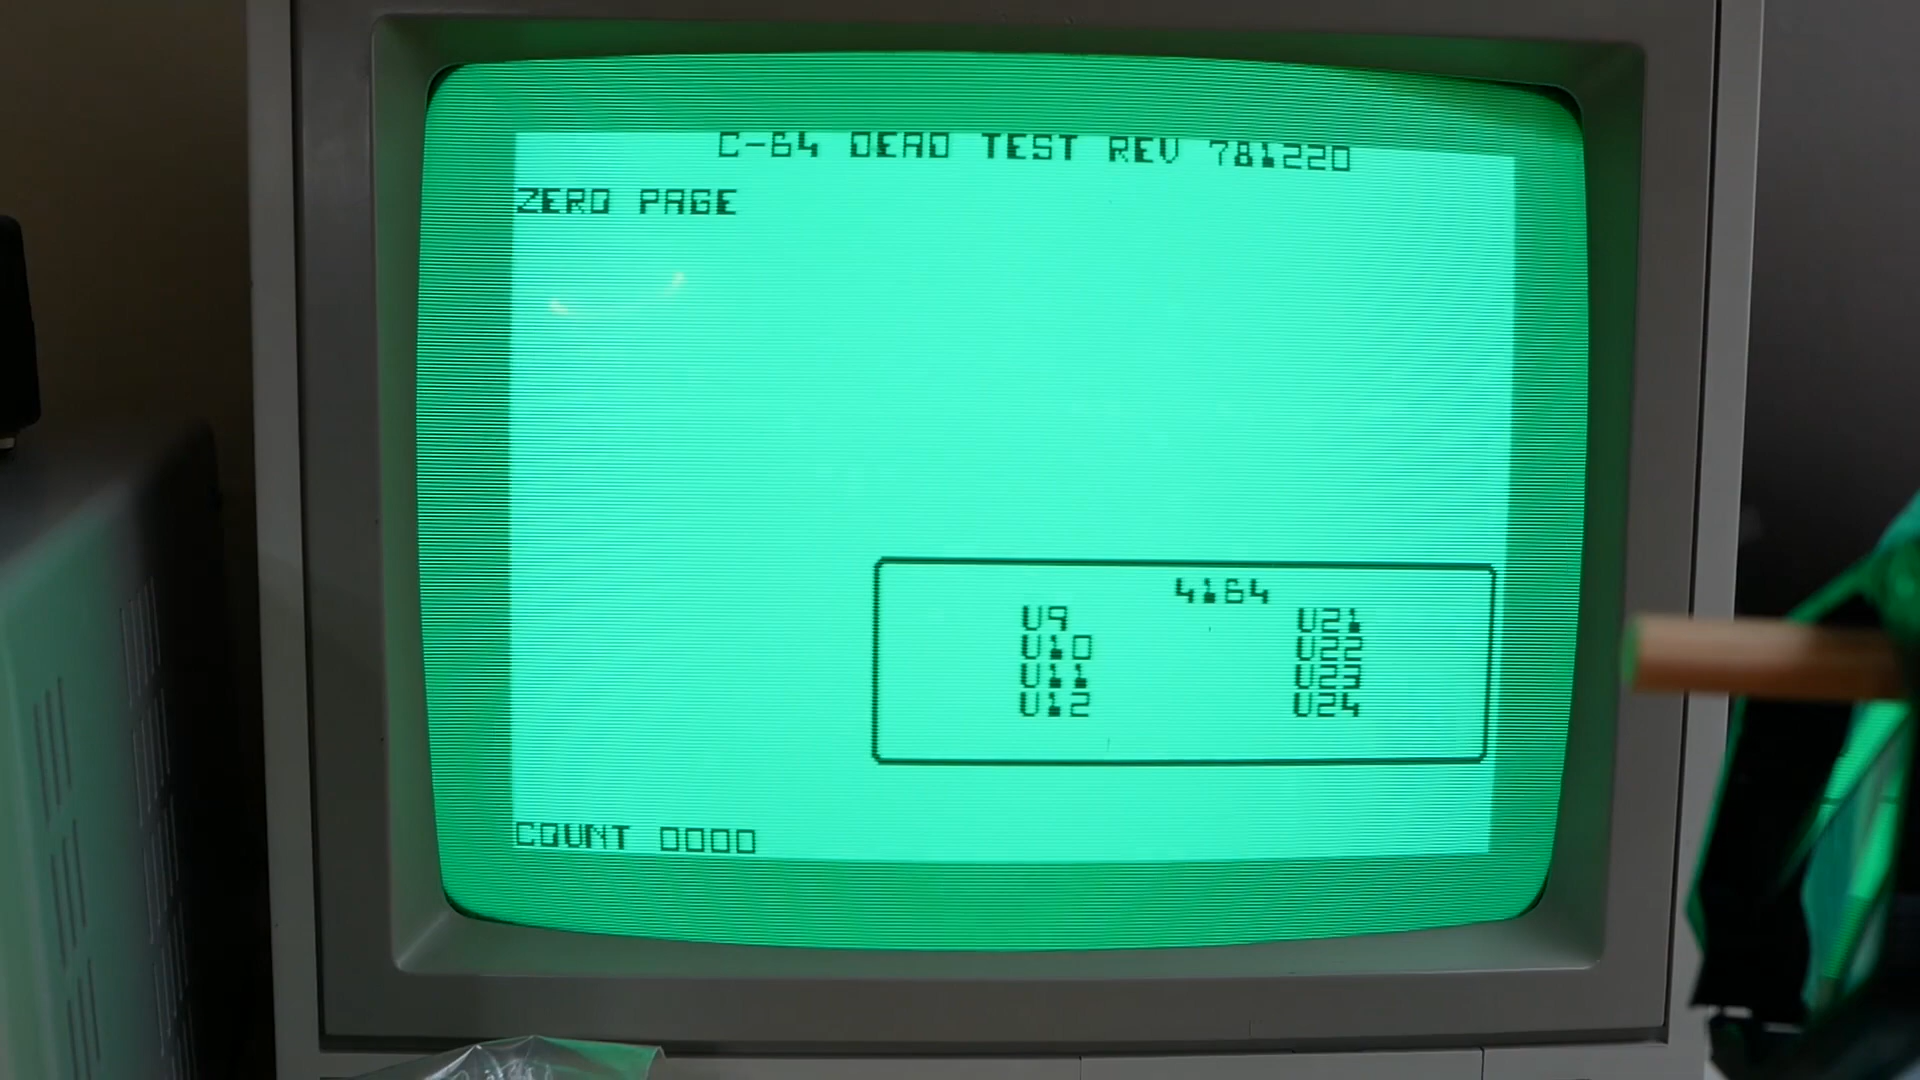 C-64 DEAD TEST REV 781220
ZERO PAGE
4164
U9 U21
U10 U22
U11 U23
U12 U24
COUNT 0000